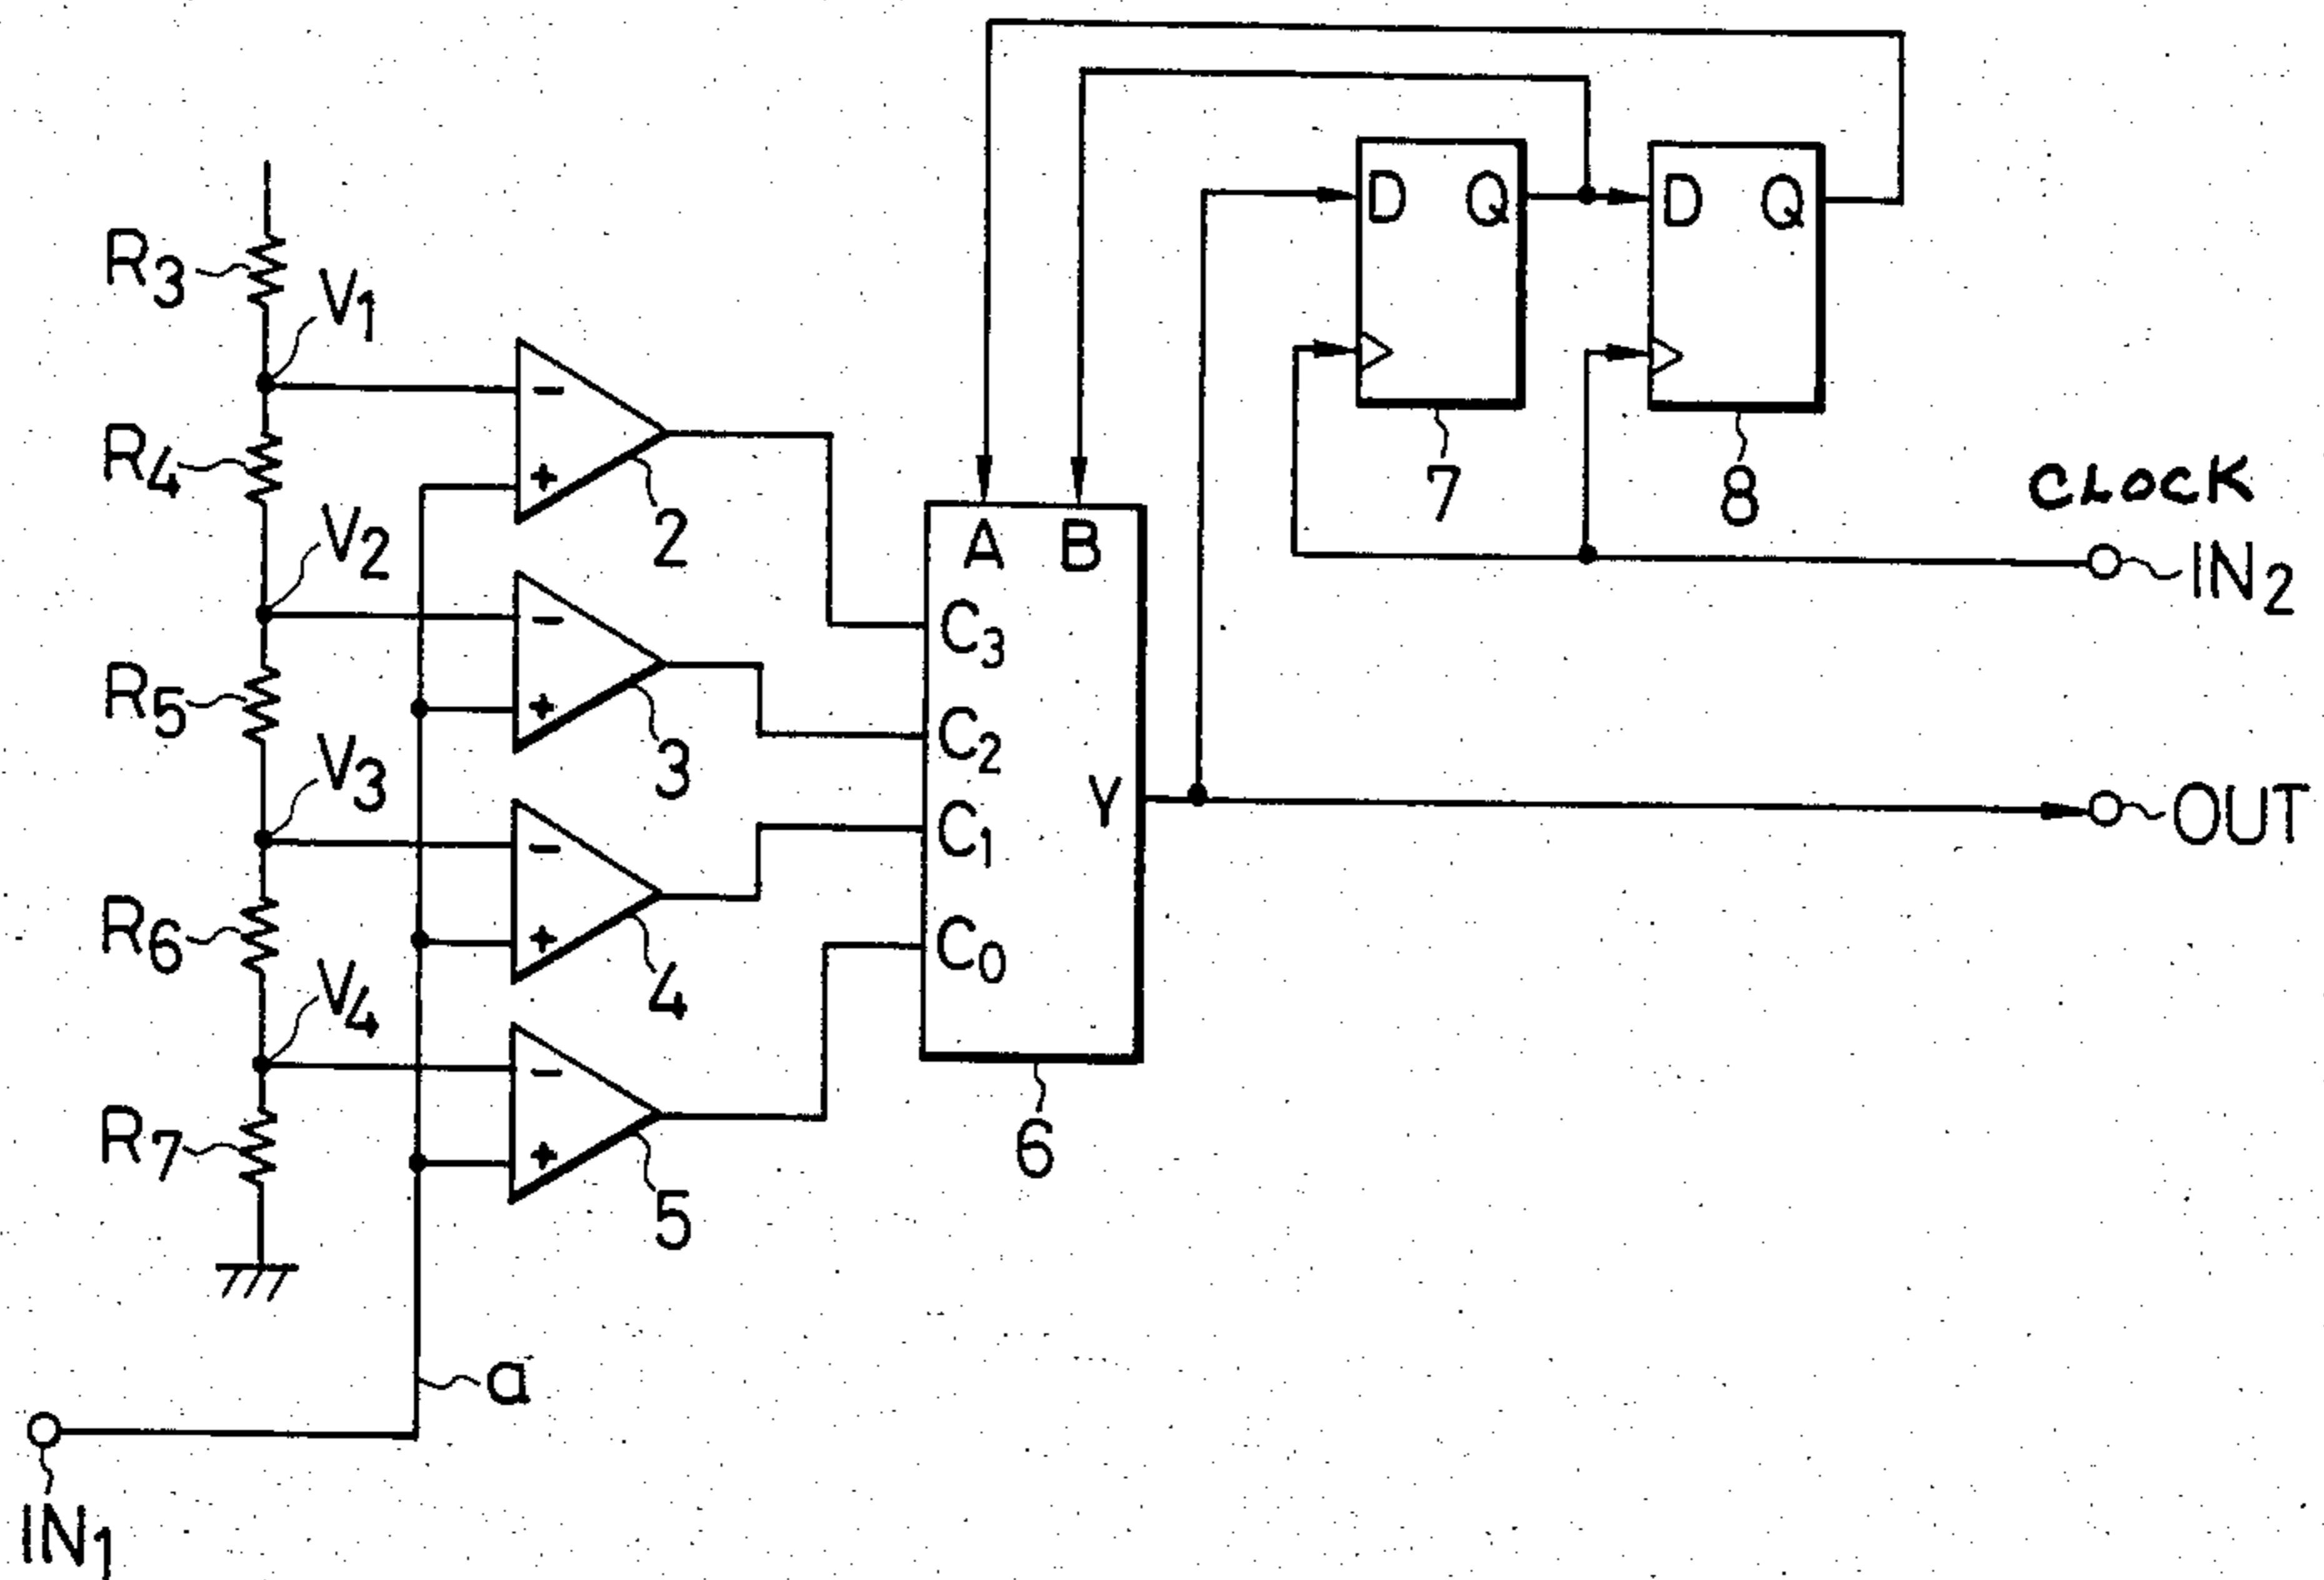 R3
V1
R4
V2
R5
V3
R6
V4
R7
a
IN1
−
+
2
−
+
3
−
+
4
−
+
5
A B
C3
C2
C1
C0
Y
6
D Q
7
D Q
8
CLOCK
IN2
OUT